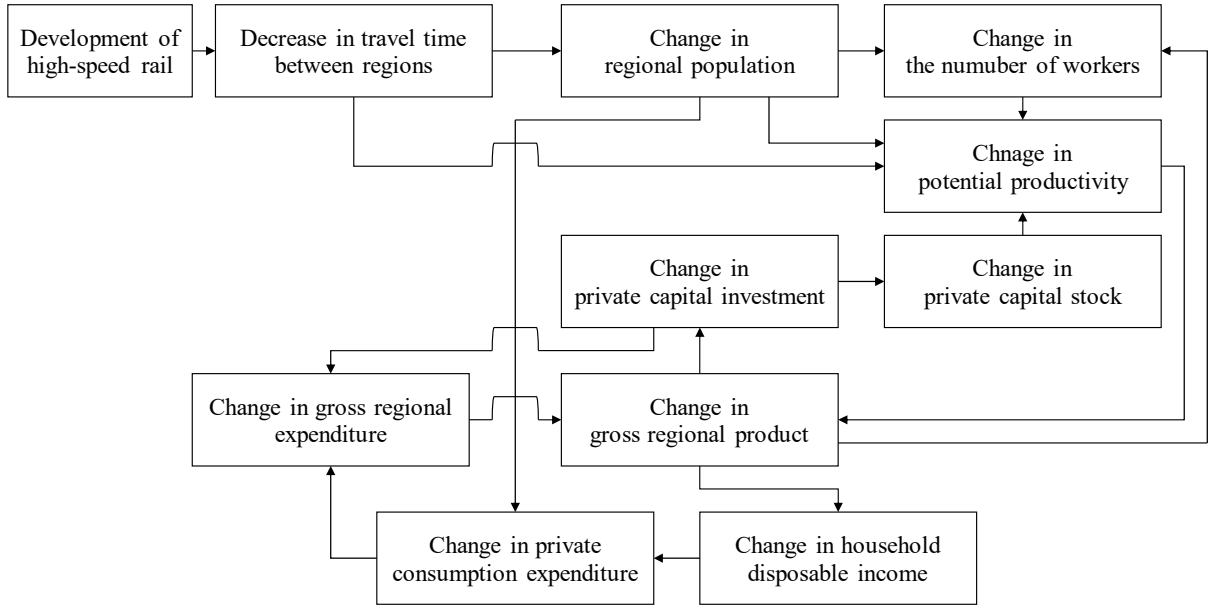 Development of
high-speed rail
Decrease in travel time
between regions
Change in
regional population
Change in
the numuber of workers
Chnage in
potential productivity
Change in
private capital investment
Change in
private capital stock
Change in gross regional
expenditure
Change in
gross regional product
Change in private
consumption expenditure
Change in household
disposable income